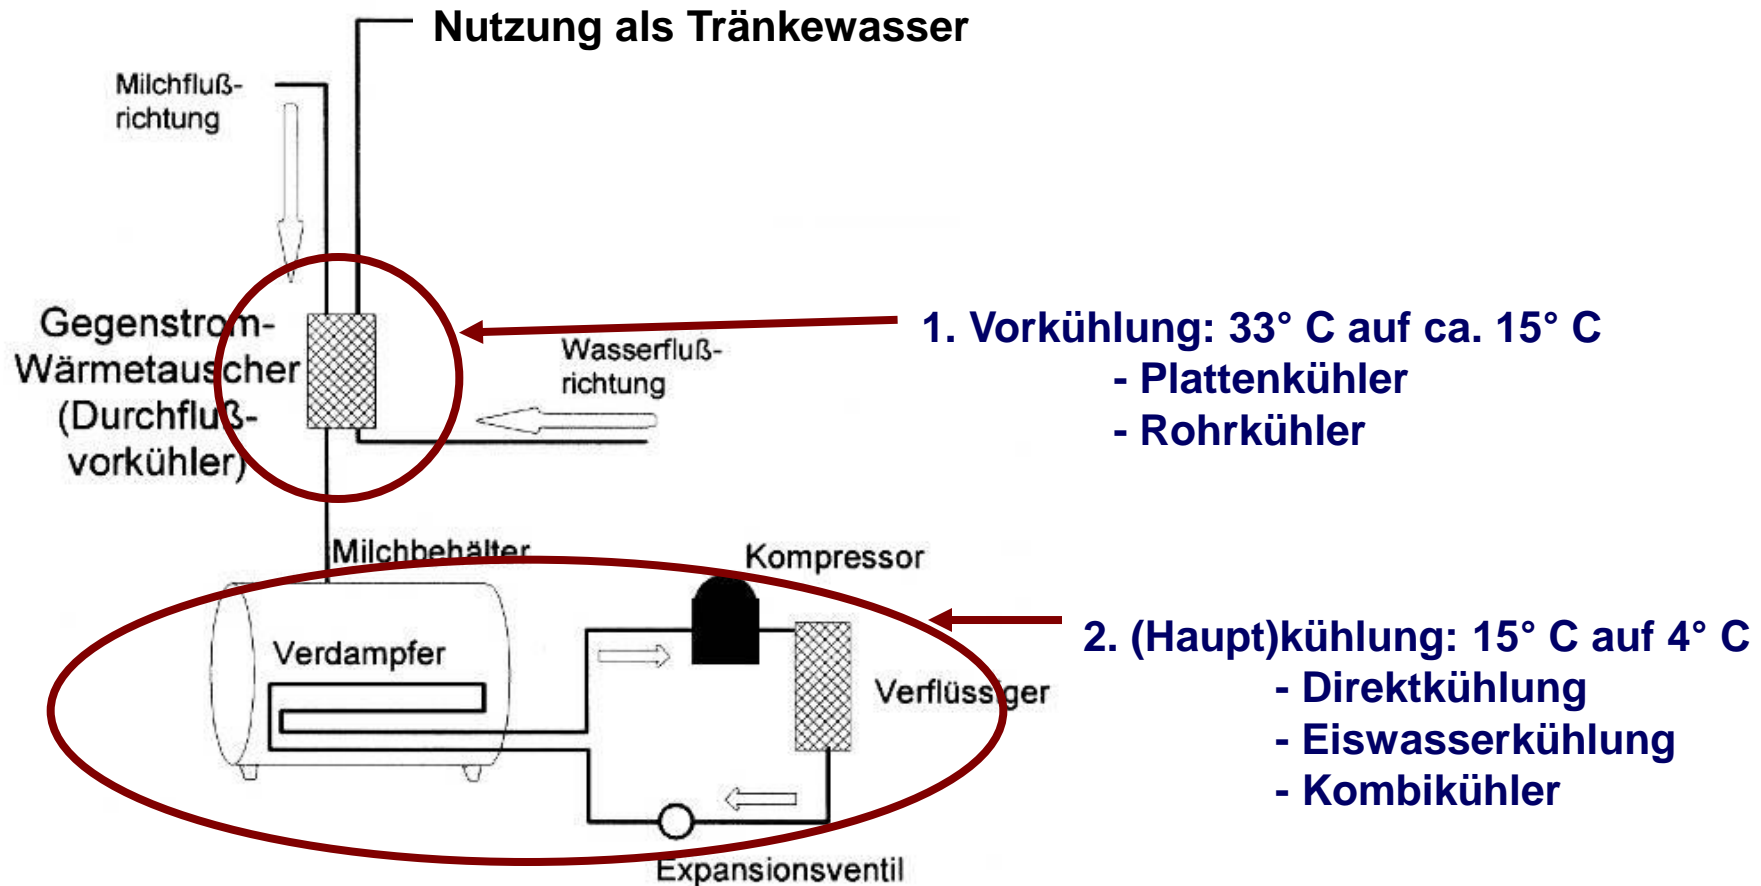 Nutzung als Tränkewasser
Milchfluß-
richtung
Gegenstrom-
Wärmetauscher
(Durchfluß-
vorkühler)
Wasserfluß-
richtung
1. Vorkühlung: 33° C auf ca. 15° C
- Plattenkühler
- Rohrkühler
Milchbehälter
Kompressor
Verdampfer
Verflüssiger
2. (Haupt)kühlung: 15° C auf 4° C
- Direktkühlung
- Eiswasserkühlung
- Kombikühler
Expansionsventil